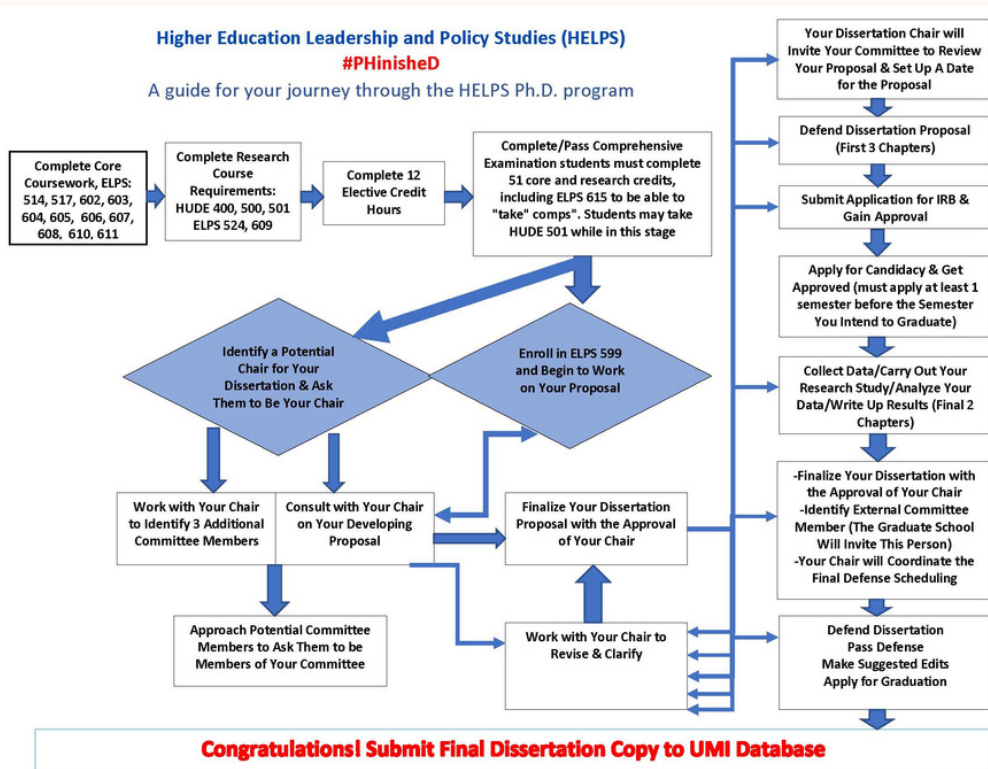 Higher Education Leadership and Policy Studies (HELPS)
#PHinisheD
A guide for your journey through the HELPS Ph.D. program
Complete Core
Coursework, ELPS:
514, 517, 602, 603,
604, 605, 606, 607,
608, 610, 611
Complete Research
Course
Requirements:
HUDE 400, 500, 501
ELPS 524, 609
Complete 12
Elective Credit
Hours
Complete/Pass Comprehensive
Examination students must complete
51 core and research credits,
including ELPS 615 to be able to
"take" comps". Students may take
HUDE 501 while in this stage
Identify a Potential
Chair for Your
Dissertation & Ask
Them to Be Your Chair
Enroll in ELPS 599
and Begin to Work
on Your Proposal
Work with Your Chair
to Identify 3 Additional
Committee Members
Consult with Your Chair
on Your Developing
Proposal
Finalize Your Dissertation
Proposal with the Approval
of Your Chair
Approach Potential Committee
Members to Ask Them to be
Members of Your Committee
Work with Your Chair to
Revise & Clarify
Your Dissertation Chair will
Invite Your Committee to Review
Your Proposal & Set Up A Date
for the Proposal
Defend Dissertation Proposal
(First 3 Chapters)
Submit Application for IRB &
Gain Approval
Apply for Candidacy & Get
Approved (must apply at least 1
semester before the Semester
You Intend to Graduate)
Collect Data/Carry Out Your
Research Study/Analyze Your
Data/Write Up Results (Final 2
Chapters)
-Finalize Your Dissertation with
the Approval of Your Chair
-Identify External Committee
Member (The Graduate School
Will Invite This Person)
-Your Chair will Coordinate the
Final Defense Scheduling
Defend Dissertation
Pass Defense
Make Suggested Edits
Apply for Graduation
Congratulations! Submit Final Dissertation Copy to UMI Database